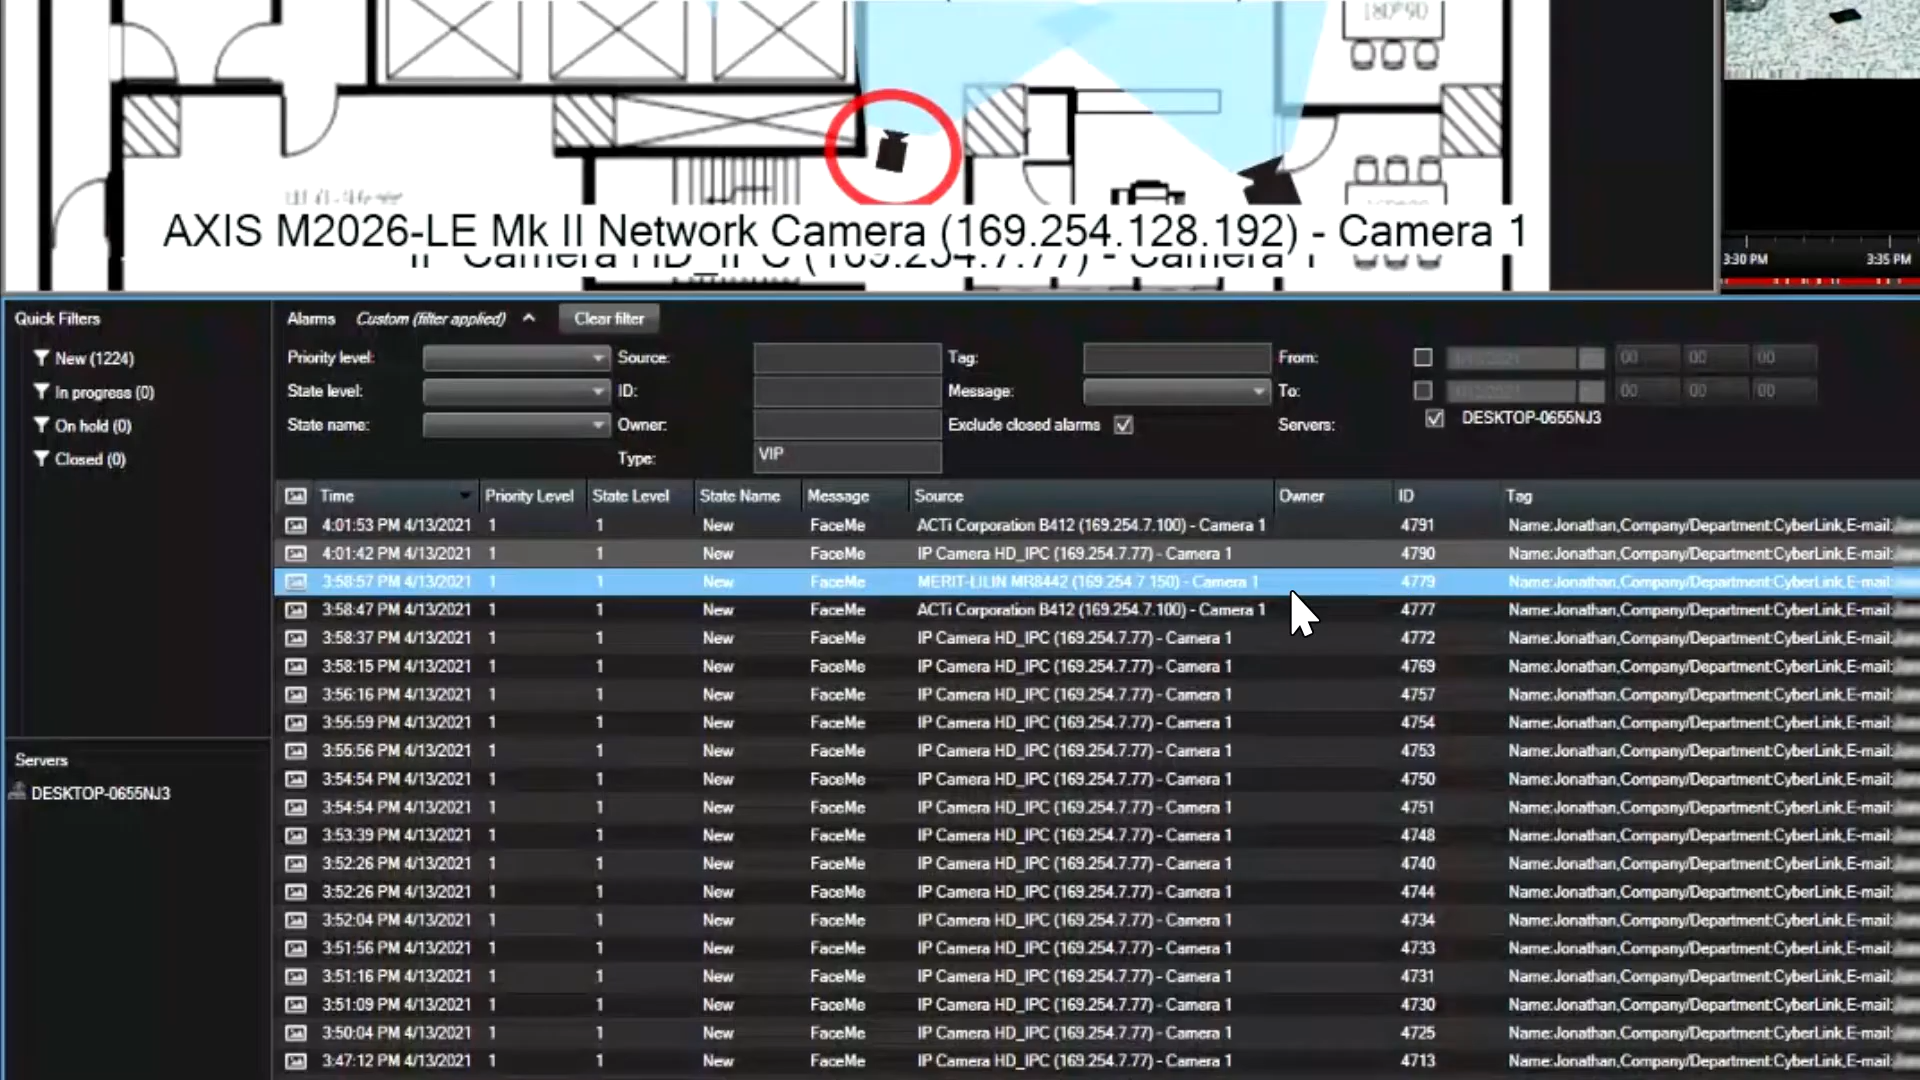 180*90
AXIS M2026-LE Mk II Network Camera (169.254.128.192) - Camera 1
IP Camera HD_IPC (169.254.7.77) - Camera 1
3:30 PM
3:35 PM
Quick Filters
New (1224)
In progress (0)
On hold (0)
Closed (0)
Servers
DESKTOP-0655NJ3
Alarms Custom (filter applied) Clear filter
Priority level: Source: Tag: From: 00 00 00
State level: ID: Message: To: 00 00 00
State name: Owner: Exclude closed alarms Servers: DESKTOP-0655NJ3
Type: VIP
Time Priority Level State Level State Name Message Source Owner ID Tag
4:01:53 PM 4/13/2021 1 1 New FaceMe ACTi Corporation B412 (169.254.7.100) - Camera 1 4791 Name:Jonathan,Company/Department:CyberLink,E-mail:
4:01:42 PM 4/13/2021 1 1 New FaceMe IP Camera HD_IPC (169.254.7.77) - Camera 1 4790 Name:Jonathan,Company/Department:CyberLink,E-mail:
3:58:57 PM 4/13/2021 1 1 New FaceMe MERIT-LILIN MR8442 (169.254.7.150) - Camera 1 4779 Name:Jonathan,Company/Department:CyberLink,E-mail:
3:58:47 PM 4/13/2021 1 1 New FaceMe ACTi Corporation B412 (169.254.7.100) - Camera 1 4777 Name:Jonathan,Company/Department:CyberLink,E-mail:
3:58:37 PM 4/13/2021 1 1 New FaceMe IP Camera HD_IPC (169.254.7.77) - Camera 1 4772 Name:Jonathan,Company/Department:CyberLink,E-mail:
3:58:15 PM 4/13/2021 1 1 New FaceMe IP Camera HD_IPC (169.254.7.77) - Camera 1 4769 Name:Jonathan,Company/Department:CyberLink,E-mail:
3:56:16 PM 4/13/2021 1 1 New FaceMe IP Camera HD_IPC (169.254.7.77) - Camera 1 4757 Name:Jonathan,Company/Department:CyberLink,E-mail:
3:55:59 PM 4/13/2021 1 1 New FaceMe IP Camera HD_IPC (169.254.7.77) - Camera 1 4754 Name:Jonathan,Company/Department:CyberLink,E-mail:
3:55:56 PM 4/13/2021 1 1 New FaceMe IP Camera HD_IPC (169.254.7.77) - Camera 1 4753 Name:Jonathan,Company/Department:CyberLink,E-mail:
3:54:54 PM 4/13/2021 1 1 New FaceMe IP Camera HD_IPC (169.254.7.77) - Camera 1 4750 Name:Jonathan,Company/Department:CyberLink,E-mail:
3:54:54 PM 4/13/2021 1 1 New FaceMe IP Camera HD_IPC (169.254.7.77) - Camera 1 4751 Name:Jonathan,Company/Department:CyberLink,E-mail:
3:53:39 PM 4/13/2021 1 1 New FaceMe IP Camera HD_IPC (169.254.7.77) - Camera 1 4748 Name:Jonathan,Company/Department:CyberLink,E-mail:
3:52:26 PM 4/13/2021 1 1 New FaceMe IP Camera HD_IPC (169.254.7.77) - Camera 1 4740 Name:Jonathan,Company/Department:CyberLink,E-mail:
3:52:26 PM 4/13/2021 1 1 New FaceMe IP Camera HD_IPC (169.254.7.77) - Camera 1 4744 Name:Jonathan,Company/Department:CyberLink,E-mail:
3:52:04 PM 4/13/2021 1 1 New FaceMe IP Camera HD_IPC (169.254.7.77) - Camera 1 4734 Name:Jonathan,Company/Department:CyberLink,E-mail:
3:51:56 PM 4/13/2021 1 1 New FaceMe IP Camera HD_IPC (169.254.7.77) - Camera 1 4733 Name:Jonathan,Company/Department:CyberLink,E-mail:
3:51:16 PM 4/13/2021 1 1 New FaceMe IP Camera HD_IPC (169.254.7.77) - Camera 1 4731 Name:Jonathan,Company/Department:CyberLink,E-mail:
3:51:09 PM 4/13/2021 1 1 New FaceMe IP Camera HD_IPC (169.254.7.77) - Camera 1 4730 Name:Jonathan,Company/Department:CyberLink,E-mail:
3:50:04 PM 4/13/2021 1 1 New FaceMe IP Camera HD_IPC (169.254.7.77) - Camera 1 4725 Name:Jonathan,Company/Department:CyberLink,E-mail:
3:47:12 PM 4/13/2021 1 1 New FaceMe IP Camera HD_IPC (169.254.7.77) - Camera 1 4713 Name:Jonathan,Company/Department:CyberLink,E-mail: